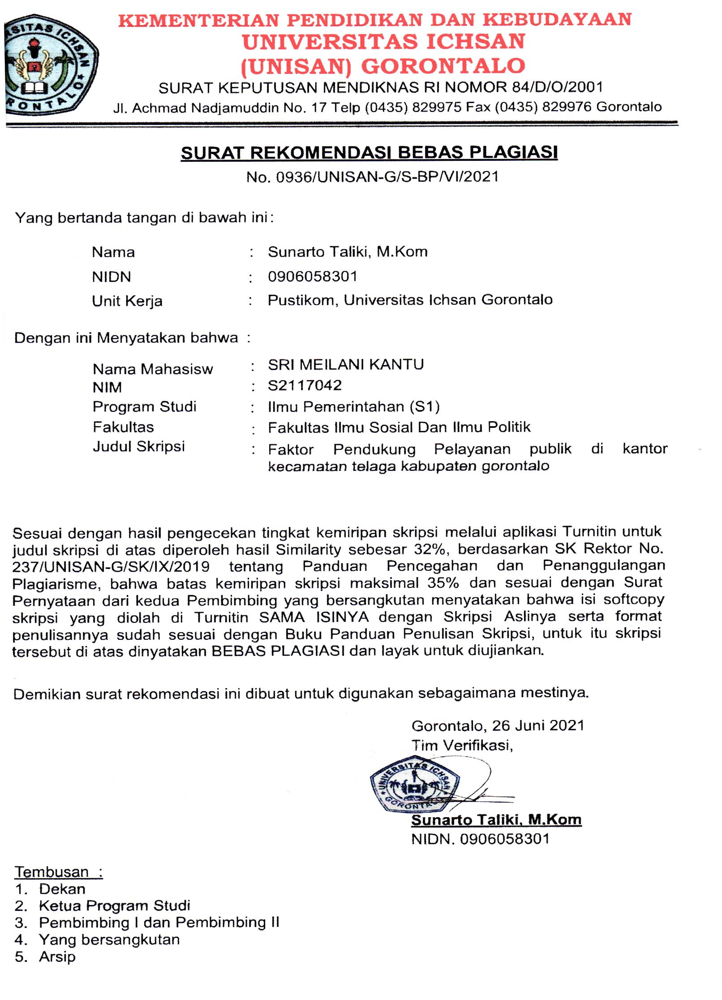 SITAS ICHSAN
RONTALO
KEMENTERIAN PENDIDIKAN DAN KEBUDAYAAN
UNIVERSITAS ICHSAN
(UNISAN) GORONTALO
SURAT KEPUTUSAN MENDIKNAS RI NOMOR 84/D/O/2001
Jl. Achmad Nadjamuddin No. 17 Telp (0435) 829975 Fax (0435) 829976 Gorontalo
SURAT REKOMENDASI BEBAS PLAGIASI
No. 0936/UNISAN-G/S-BP/VI/2021
Yang bertanda tangan di bawah ini :
Nama : Sunarto Taliki, M.Kom
NIDN : 0906058301
Unit Kerja : Pustikom, Universitas Ichsan Gorontalo
Dengan ini Menyatakan bahwa :
Nama Mahasisw : SRI MEILANI KANTU
NIM : S2117042
Program Studi : Ilmu Pemerintahan (S1)
Fakultas : Fakultas Ilmu Sosial Dan Ilmu Politik
Judul Skripsi : Faktor Pendukung Pelayanan publik di kantor
kecamatan telaga kabupaten gorontalo
Sesuai dengan hasil pengecekan tingkat kemiripan skripsi melalui aplikasi Turnitin untuk
judul skripsi di atas diperoleh hasil Similarity sebesar 32%, berdasarkan SK Rektor No.
237/UNISAN-G/SK/IX/2019 tentang Panduan Pencegahan dan Penanggulangan
Plagiarisme, bahwa batas kemiripan skripsi maksimal 35% dan sesuai dengan Surat
Pernyataan dari kedua Pembimbing yang bersangkutan menyatakan bahwa isi softcopy
skripsi yang diolah di Turnitin SAMA ISINYA dengan Skripsi Aslinya serta format
penulisannya sudah sesuai dengan Buku Panduan Penulisan Skripsi, untuk itu skripsi
tersebut di atas dinyatakan BEBAS PLAGIASI dan layak untuk diujiankan.
Demikian surat rekomendasi ini dibuat untuk digunakan sebagaimana mestinya.
Gorontalo, 26 Juni 2021
Tim Verifikasi,
UNIVERSITAS ICHSAN
GORONTALO
Sunarto Taliki, M.Kom
NIDN. 0906058301
Tembusan :
1. Dekan
2. Ketua Program Studi
3. Pembimbing I dan Pembimbing II
4. Yang bersangkutan
5. Arsip